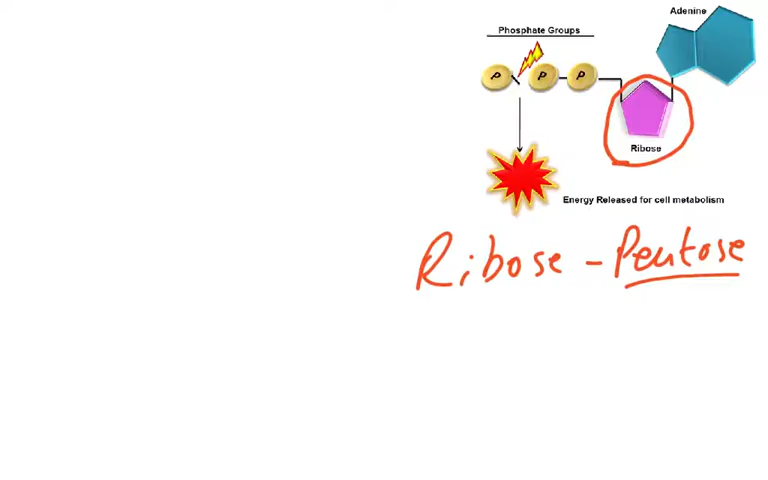 Adenine
Phosphate Groups
P P P
Ribose
Energy Released for cell metabolism
Ribose - Pentose